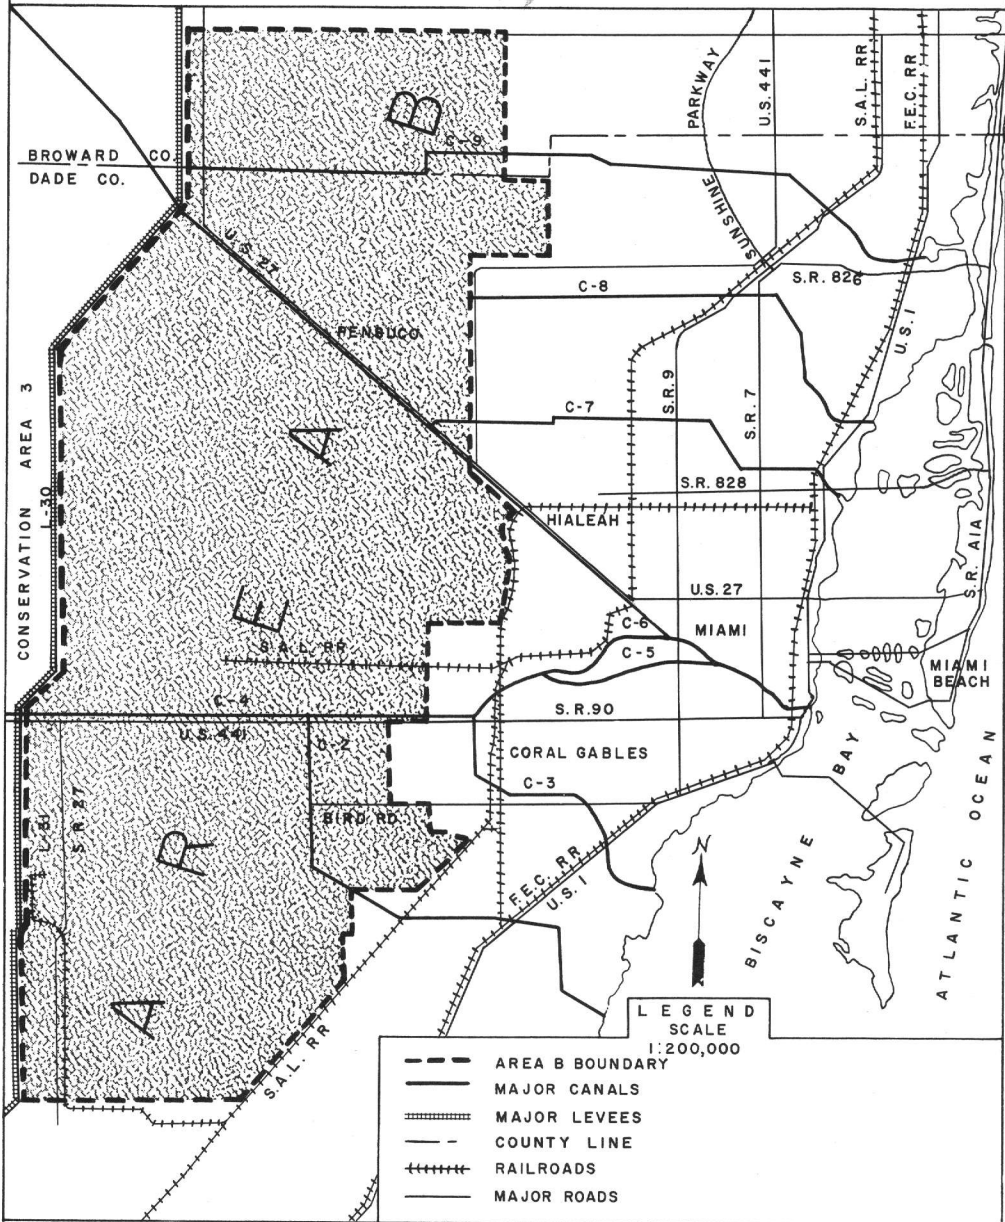 PARKWAY
SUNSHINE
U.S. 441
S.A.L. RR
F.E.C. RR
B
C-9
BROWARD CO.
DADE CO.
U.S. 27
S.R. 826
C-8
PENSUCO
U.S. 1
CONSERVATION AREA 3
L-30
A
C-7
S.R. 9
S.R. 7
S.R. 828
HIALEAH
S.R. A1A
E
U.S. 27
C-6
MIAMI
S.A.L. RR
C-5
MIAMI
BEACH
C-4
S.R. 90
U.S. 441
C-2
CORAL GABLES
BAY
C-3
OCEAN
L-31
S.R. 27
BIRD RD.
R
F.E.C. RR
U.S. 1
N
BISCAYNE
ATLANTIC
A
S.A.L. RR
LEGEND
SCALE
1:200,000
AREA B BOUNDARY
MAJOR CANALS
MAJOR LEVEES
COUNTY LINE
RAILROADS
MAJOR ROADS